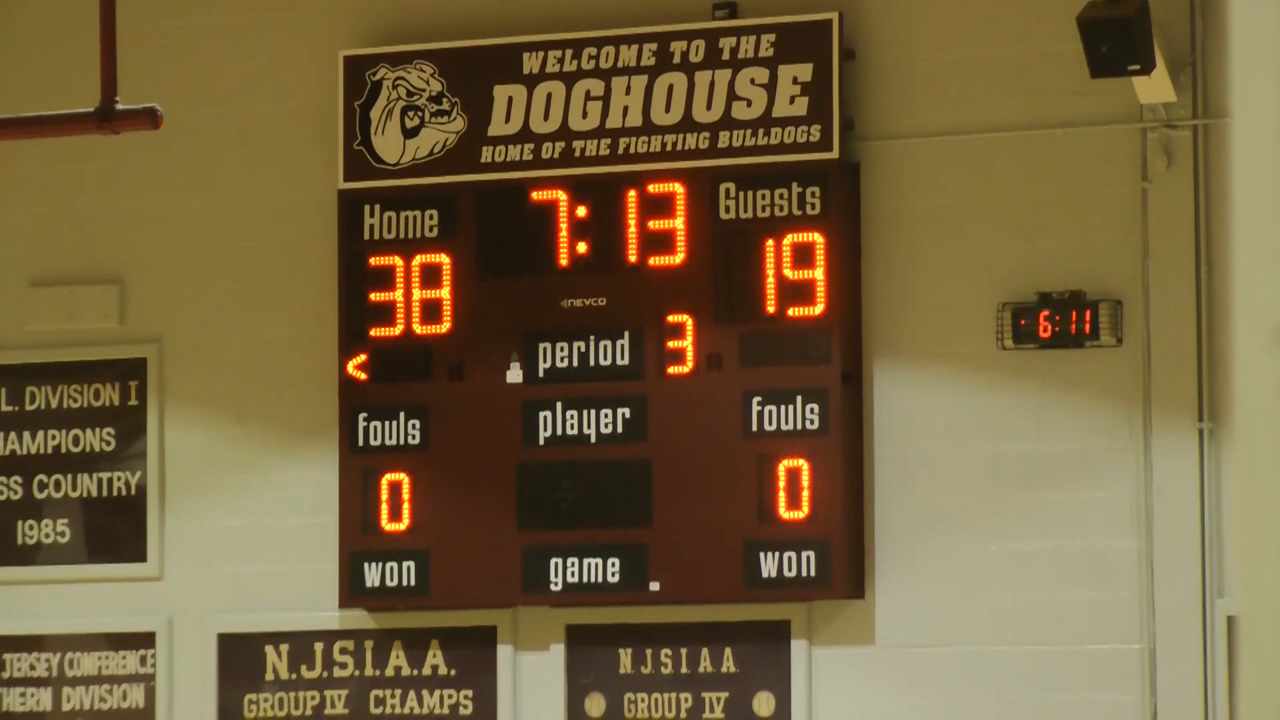 WELCOME TO THE
DOGHOUSE
HOME OF THE FIGHTING BULLDOGS
Home
7:13
Guests
38
19
NEVCO
period
3
<
6:11
fouls
player
fouls
0
0
won
game
won
L. DIVISION I
HAMPIONS
SS COUNTRY
1985
JERSEY CONFERENCE
THERN DIVISION
N.J.S.I.A.A.
GROUP IV CHAMPS
N.J.S.I.A.A.
GROUP IV